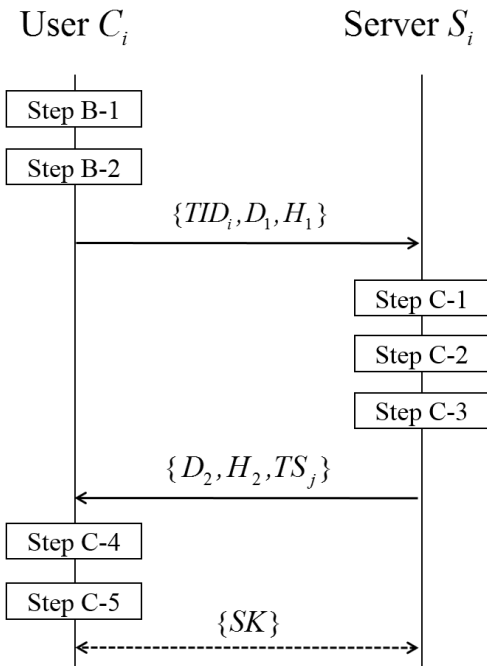 User C_i Server S_i
Step B-1
Step B-2
{TID_i, D_1, H_1}
Step C-1
Step C-2
Step C-3
{D_2, H_2, TS_j}
Step C-4
Step C-5
{SK}